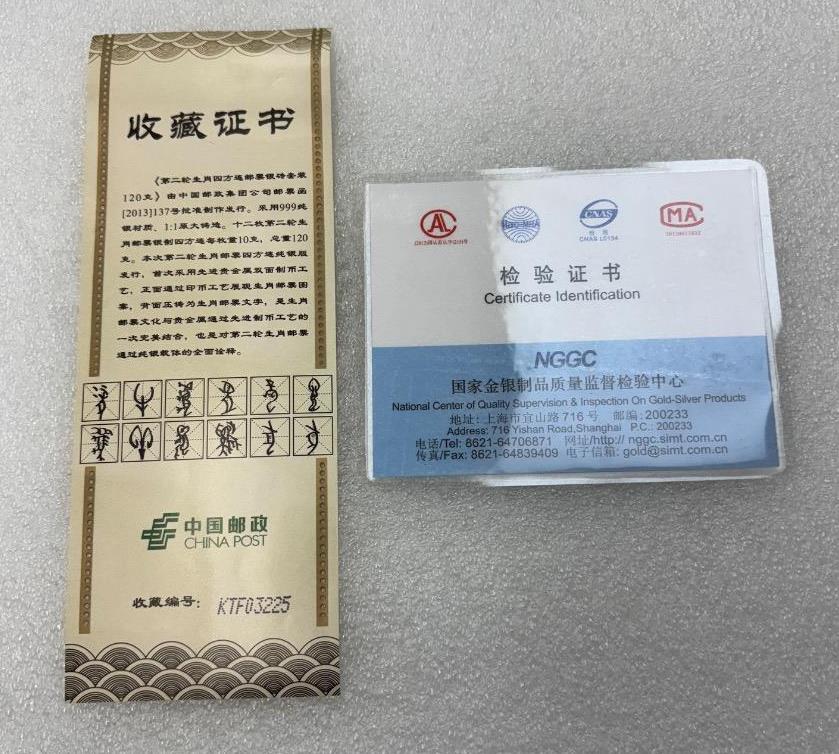 收藏证书
《第二轮生肖四方连邮票银砖套装
120克》由中国邮政集团公司邮票函
[2013]137号批准制作发行。采用999纯
银材质，1:1原大铸造。十二枚第二轮生
肖邮票银制四方连每枚重10克，总重120
克。本次第二轮生肖邮票四方连纯银版
发行，首次采用先进贵金属双面制币工
艺，正面通过印币工艺展现生肖邮票图
案，背面压铸为生肖邮票文字，是生肖
邮票文化与贵金属通过先进制币工艺的
一次完美结合，也是对第二轮生肖邮票
通过纯银载体的全面诠释。
中国邮政
CHINA POST
收藏编号：KTF03225
AL
ilac-MRA
CNAS
检测
CNAS L0154
MA
检验证书
Certificate Identification
NGGC
国家金银制品质量监督检验中心
National Center of Quality Supervision & Inspection On Gold-Silver Products
地址: 上海市宜山路716号 邮编:200233
Address: 716 Yishan Road,Shanghai P.C.: 200233
电话/Tel: 8621-64706871 网址/http:// nggc.simt.com.cn
传真/Fax: 8621-64839409 电子信箱: gold@simt.com.cn